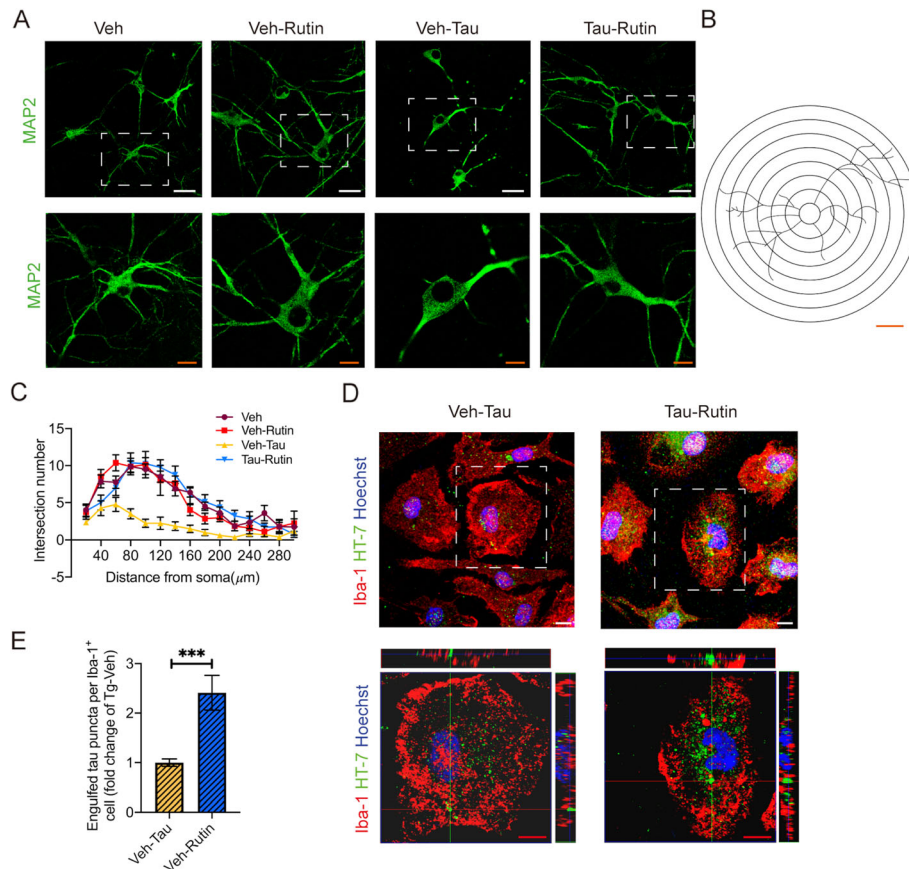 A
Veh
Veh-Rutin
Veh-Tau
Tau-Rutin
B
MAP2
MAP2
C
Intersection number
15
10
5
0
-5
40
80
120
160
200
240
280
Distance from soma(μm)
Veh
Veh-Rutin
Veh-Tau
Tau-Rutin
D
Veh-Tau
Tau-Rutin
Iba-1 HT-7 Hoechst
Iba-1 HT-7 Hoechst
E
Engulfed tau puncta per Iba-1⁺
cell (fold change of Tg-Veh)
4
3
2
1
0
***
Veh-Tau
Veh-Rutin